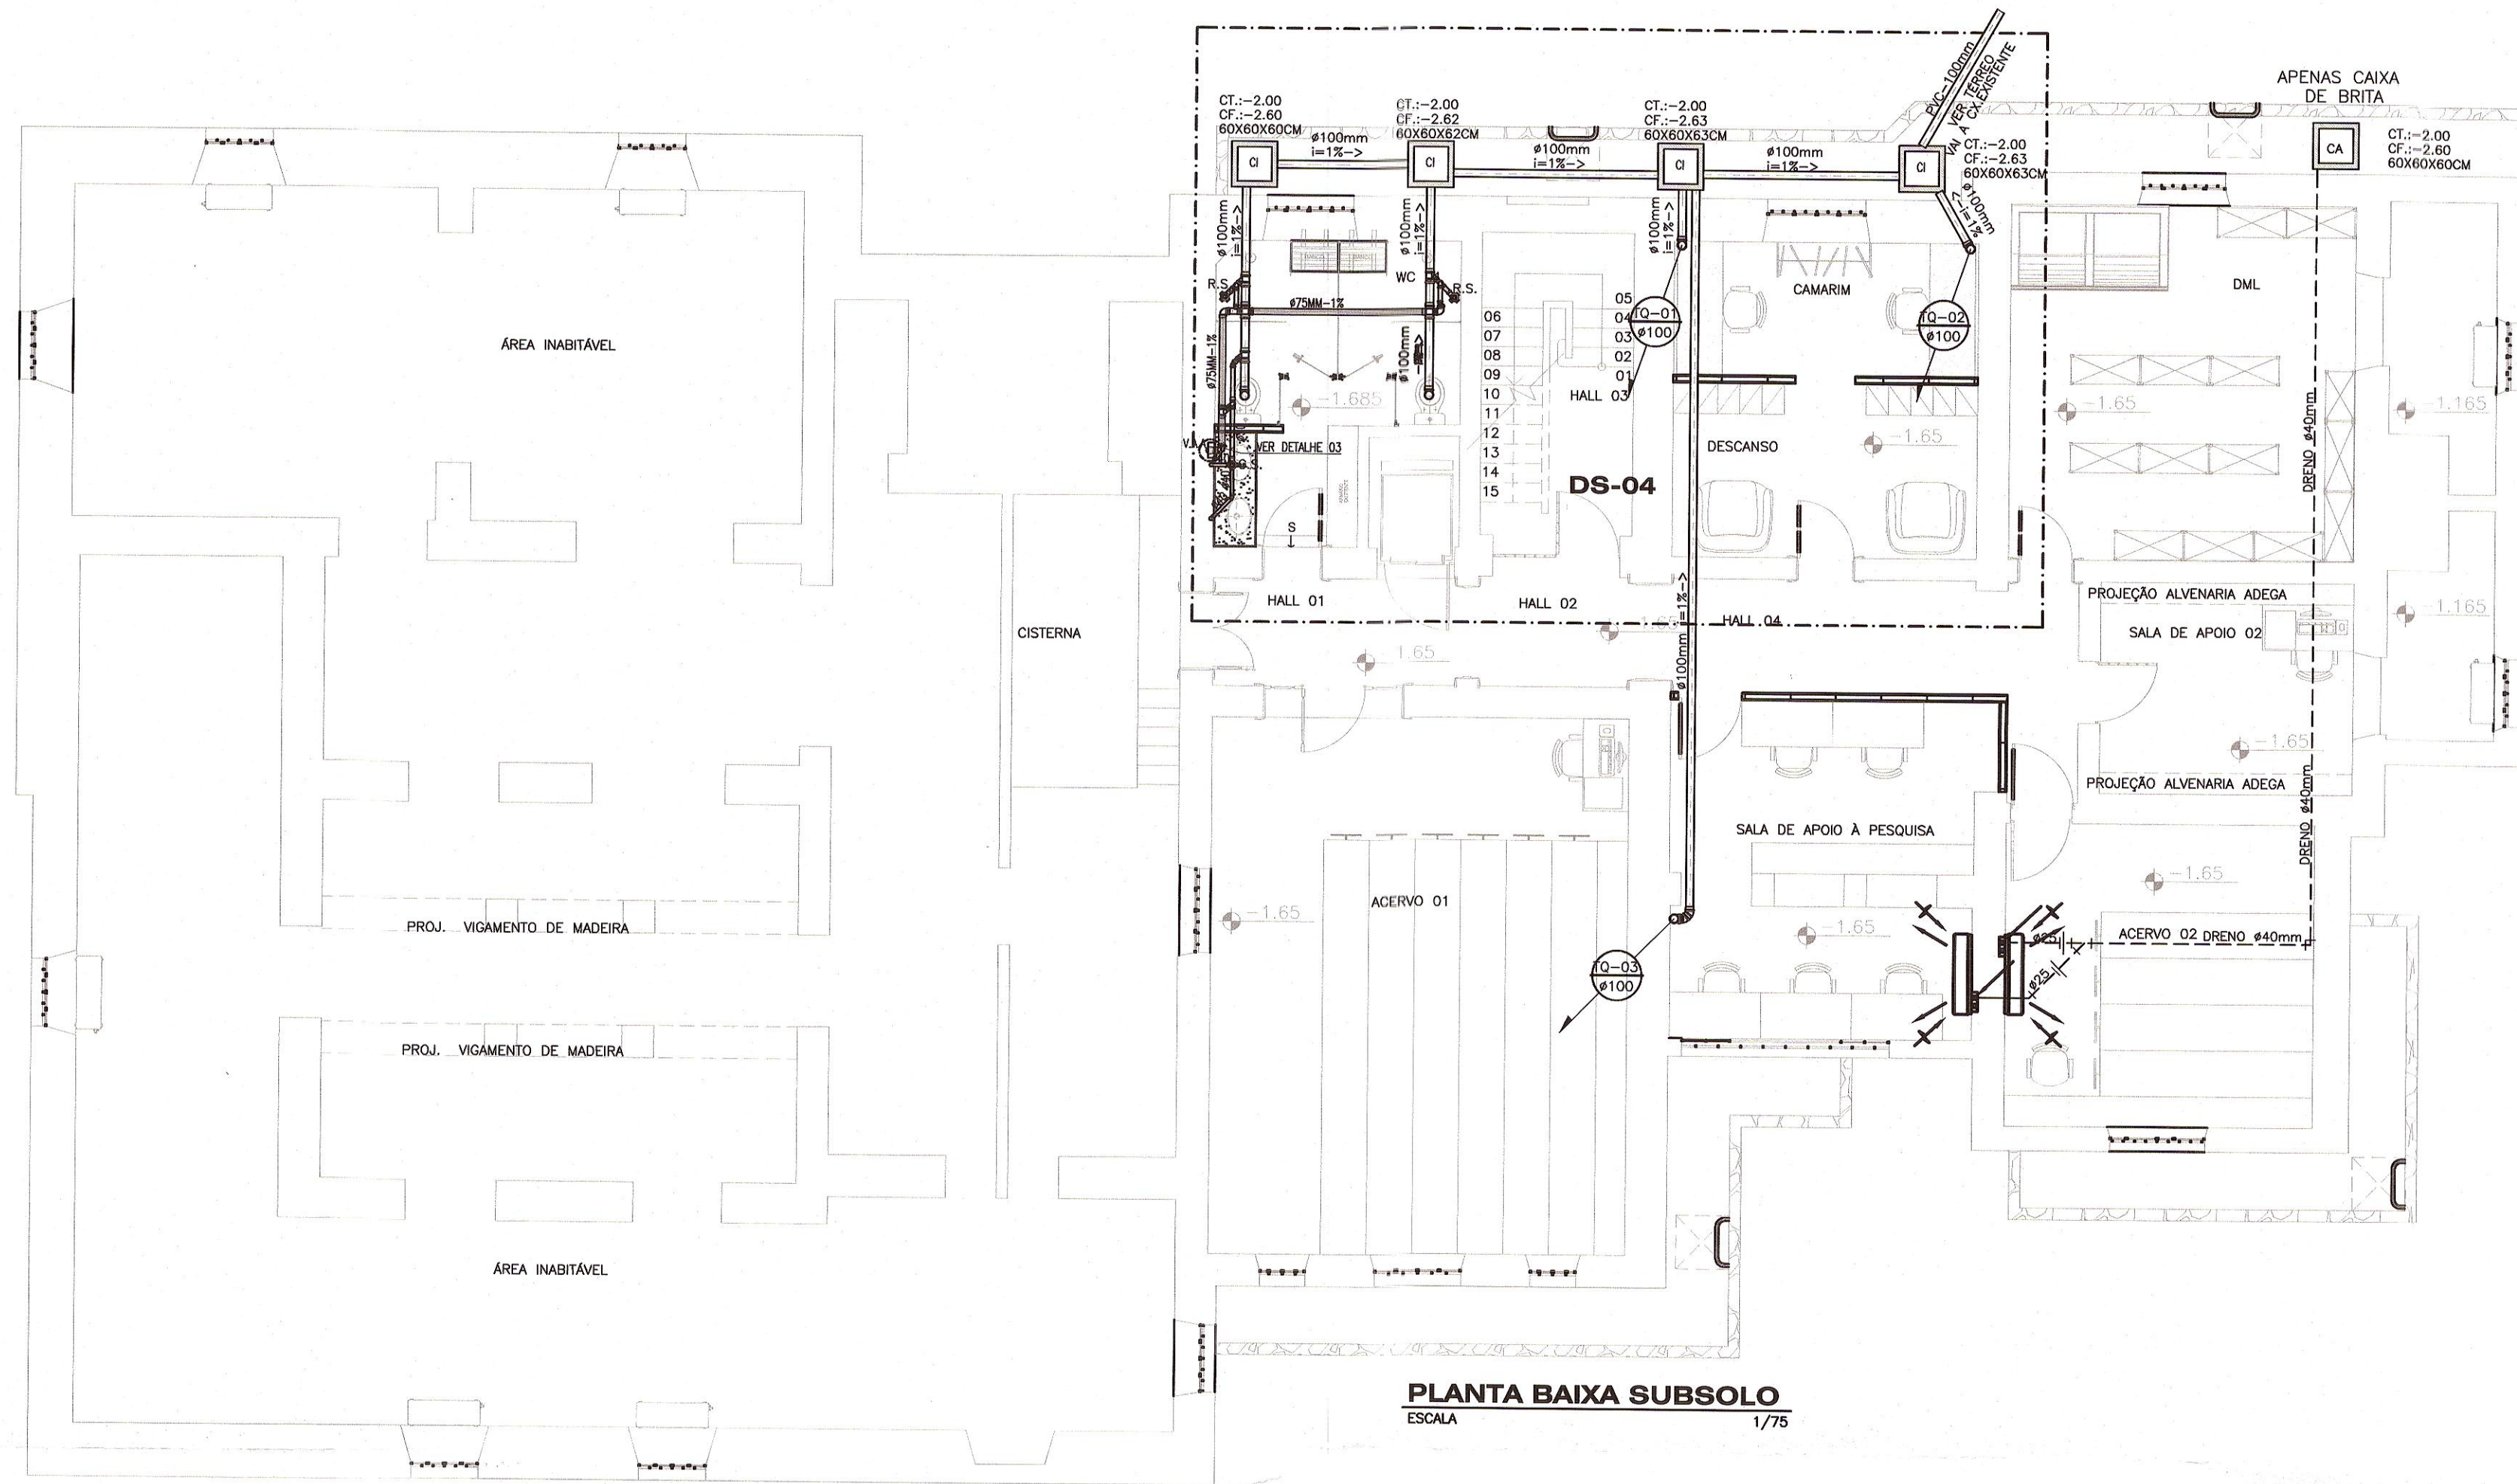 APENAS CAIXA
DE BRITA
CT.:-2.00
CF.:-2.60
60X60X60CM
CT.:-2.00
CF.:-2.62
60X60X62CM
CT.:-2.00
CF.:-2.63
60X60X63CM
PVC-100mm
VER TÉRREO
VAI A CX.EXISTENTE
CT.:-2.00
CF.:-2.63
60X60X63CM
CT.:-2.00
CF.:-2.60
60X60X60CM
ø100mm
i=1%->
ø100mm
i=1%->
ø100mm
i=1%->
CI
CI
CI
CI
CA
ø100mm
i=1%->
ø100mm
i=1%->
ø100mm
i=1%->
ø100mm
i=1%
R.S.
WC
R.S.
ø75MM-1%
ø75MM-1%
ø100mm
CAMARIM
DML
ÁREA INABITÁVEL
05
04
03
02
01
06
07
08
09
10
11
12
13
14
15
TQ-01
ø100
TQ-02
ø100
HALL 03
-1.685
-1.65
-1.65
-1.165
VER DETALHE 03
DESCANSO
DS-04
DRENO ø40mm
S
HALL 01
HALL 02
HALL 04
ø100mm i=1%->
CISTERNA
1.65
1.65
PROJEÇÃO ALVENARIA ADEGA
SALA DE APOIO 02
-1.165
-1.65
PROJEÇÃO ALVENARIA ADEGA
DRENO ø40mm
SALA DE APOIO À PESQUISA
-1.65
ACERVO 01
-1.65
-1.65
PROJ. VIGAMENTO DE MADEIRA
ACERVO 02
DRENO ø40mm
ø25
ø25
TQ-03
ø100
PROJ. VIGAMENTO DE MADEIRA
ÁREA INABITÁVEL
PLANTA BAIXA SUBSOLO
ESCALA 1/75